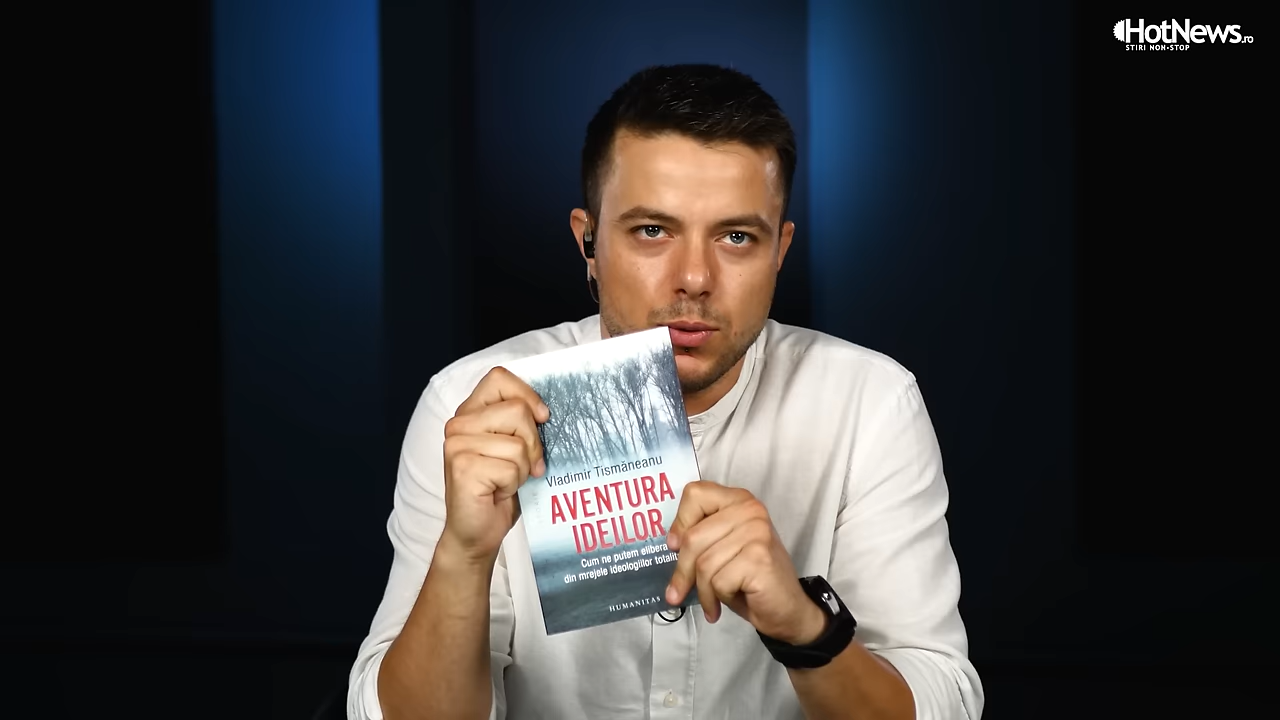 HotNews.ro
STIRI NON-STOP
Vladimir Tismăneanu
AVENTURA
IDEILOR
Cum ne putem elibera
din mrejele ideologiilor
HUMANITAS